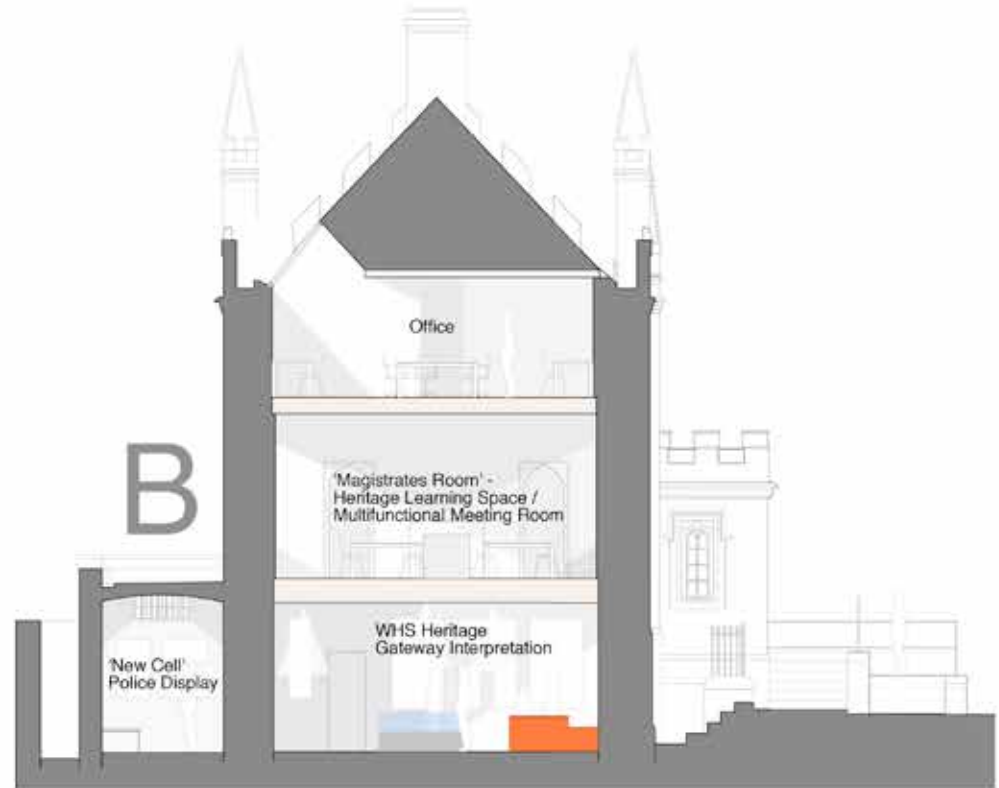 Office
B
'Magistrates Room' -
Heritage Learning Space /
Multifunctional Meeting Room
WHS Heritage
Gateway Interpretation
'New Cell'
Police Display